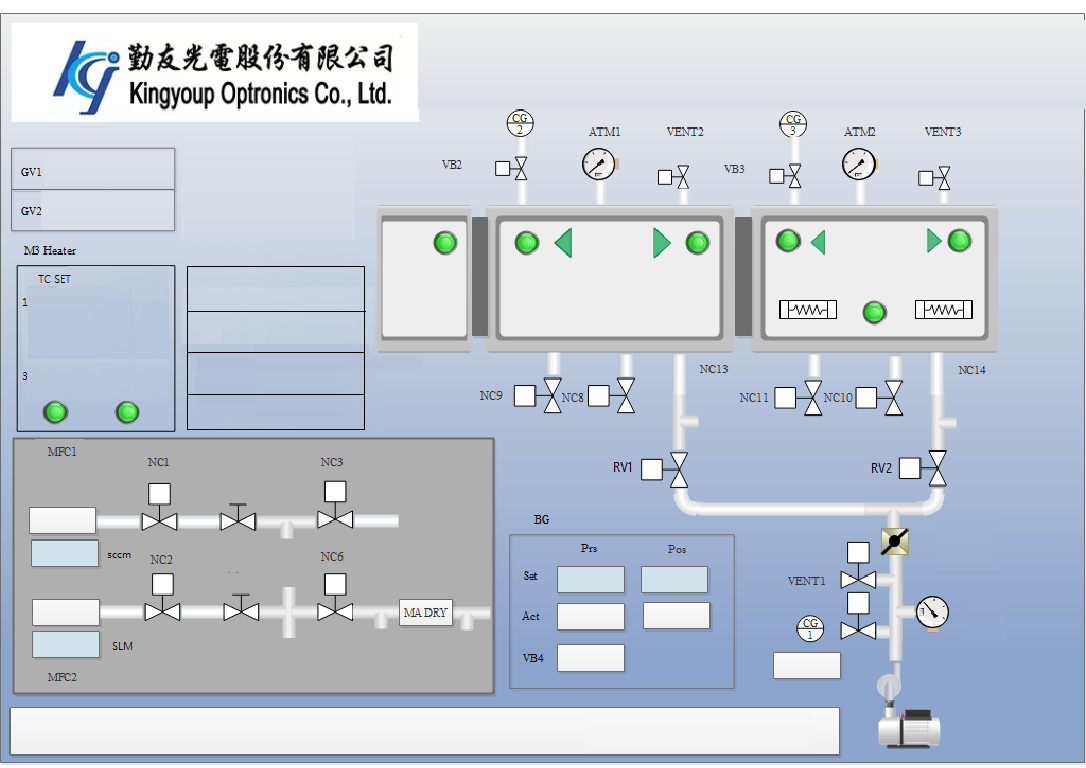 勤友光電股份有限公司
Kingyoup Optronics Co., Ltd.
CG
2
ATM1
VENT2
CG
3
ATM2
VENT3
VB2
VB3
GV1
GV2
M3 Heater
TC SET
1
3
NC13
NC14
NC9
NC8
NC11
NC10
RV1
RV2
MFC1
NC1
NC3
sccm
NC2
NC6
MA DRY
SLM
MFC2
BG
Prs
Pos
Set
Act
VB4
VENT1
CG
1